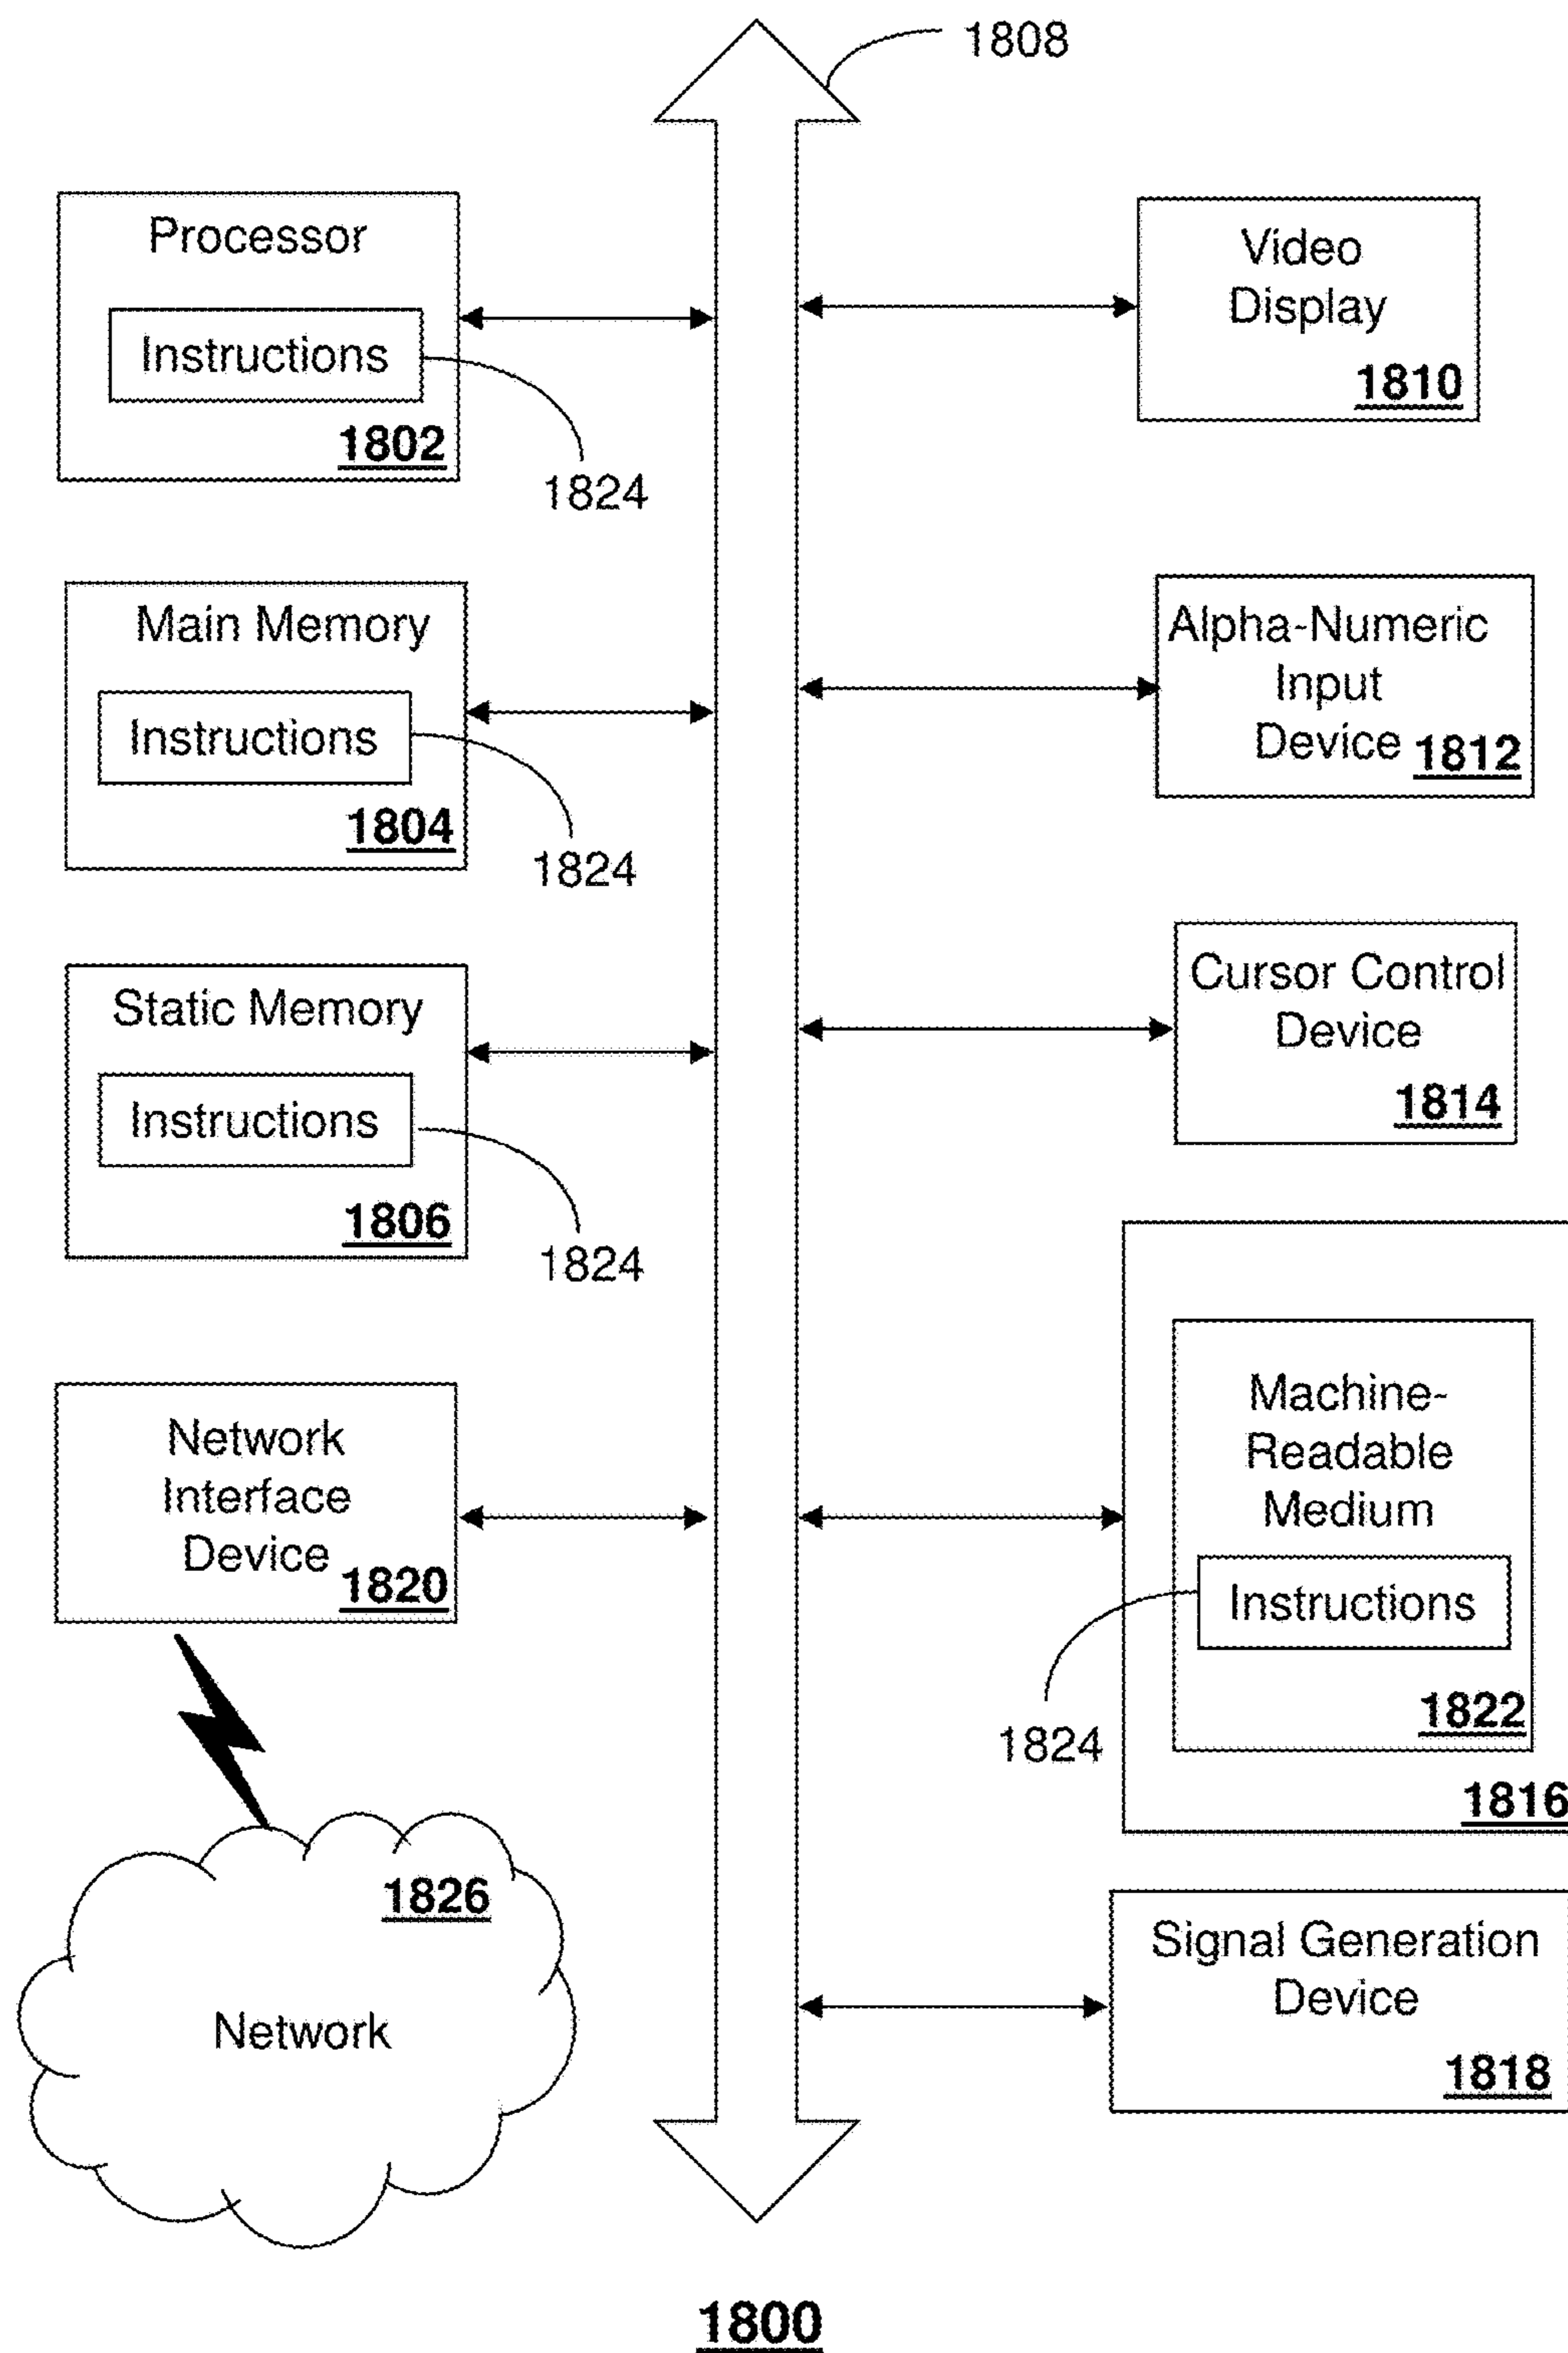 1808
Processor
Instructions
1802
1824
Main Memory
Instructions
1804
1824
Static Memory
Instructions
1806
1824
Network
Interface
Device
1820
1826
Network
Video
Display
1810
Alpha-Numeric
Input
Device
1812
Cursor Control
Device
1814
Machine-
Readable
Medium
Instructions
1824
1822
1816
Signal Generation
Device
1818
1800